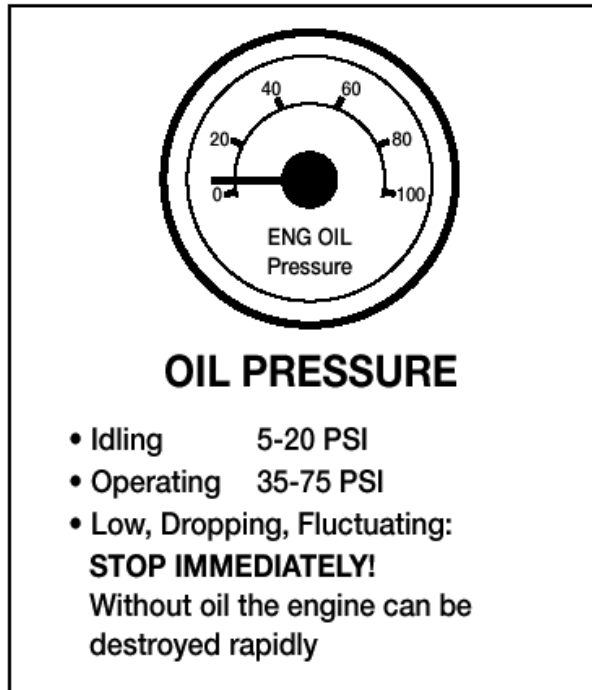 40 60
20 80
0 100
ENG OIL
Pressure
OIL PRESSURE
• Idling 5-20 PSI
• Operating 35-75 PSI
• Low, Dropping, Fluctuating:
STOP IMMEDIATELY!
Without oil the engine can be
destroyed rapidly